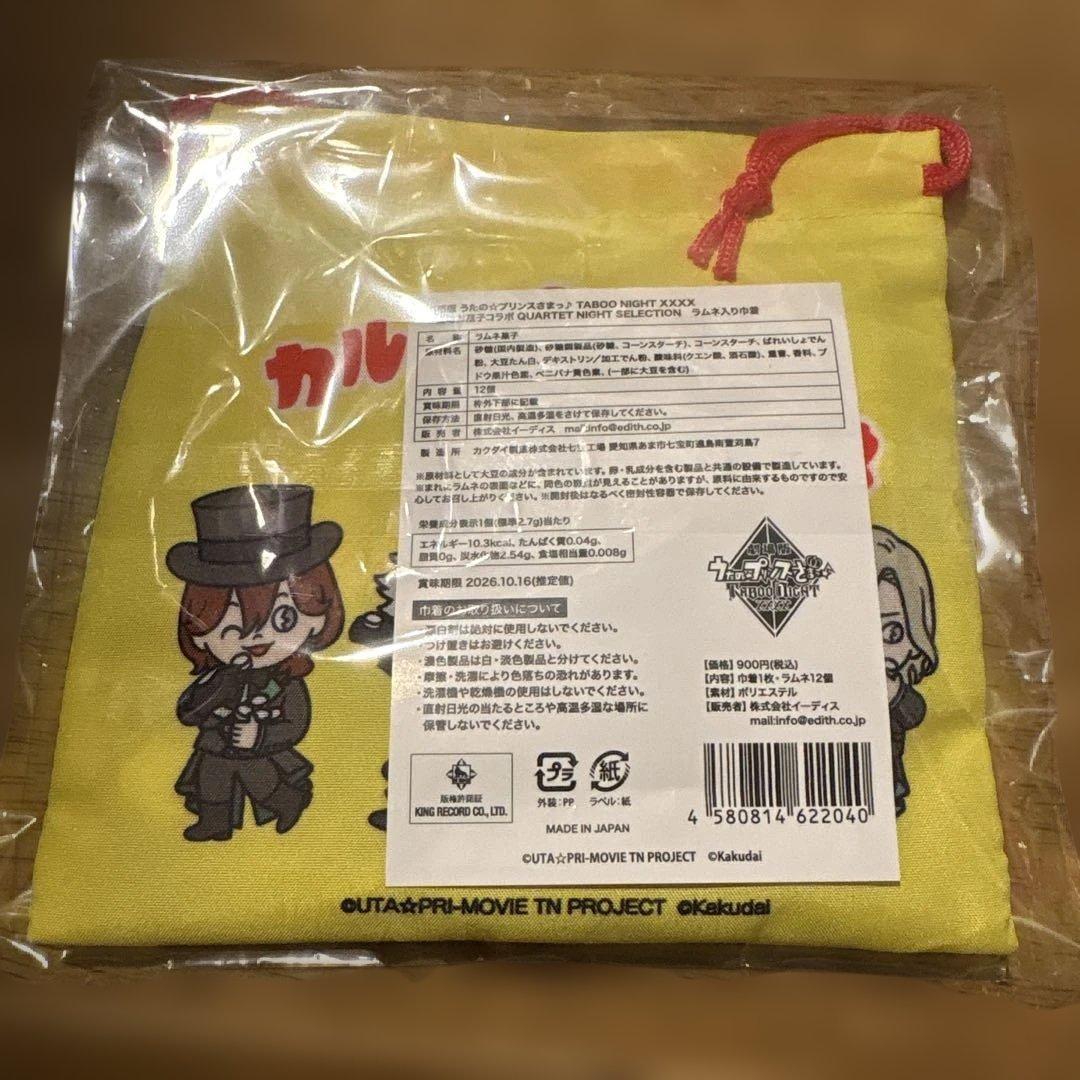 カル
うたの☆プリンスさまっ♪ TABOO NIGHT XXXX
菓子コラボ QUARTET NIGHT SELECTION ラムネ入り巾着
名 称 ラムネ菓子
原材料名 砂糖(国内製造)、砂糖調製品(砂糖、コーンスターチ)、コーンスターチ、ばれいしょでん
粉、大豆たん白、デキストリン/加工でん粉、酸味料(クエン酸、酒石酸)、重曹、香料、ブ
ドウ果汁色素、ベニバナ黄色素、(一部に大豆を含む)
内 容 量 12個
賞味期限 枠外下部に記載
保存方法 直射日光、高温多湿をさけて保存してください。
販 売 者 株式会社イーディス mail:info@edith.co.jp
製 造 所 カクダイ製菓株式会社七宝工場 愛知県あま市七宝町遠島南萱刈島7
※原材料として大豆の成分が含まれています。卵・乳成分を含む製品と共通の設備で製造しています。
※まれにラムネの表面などに、同色の斑点が見えることがありますが、原料に由来するものですので安
心してお召し上がりください。※開封後はなるべく密封性容器で保存してください。
栄養成分表示1個(標準2.7g)当たり
エネルギー10.3kcal、たんぱく質0.04g、
脂質0g、炭水化物2.54g、食塩相当量0.008g
賞味期限 2026.10.16(推定値)
劇場版
うたの☆プリンスさまっ♪
TABOO NIGHT
XXXX
巾着のお取り扱いについて
・漂白剤は絶対に使用しないでください。
・つけ置きはお避けください。
・濃色製品は白・淡色製品と分けてください。
・摩擦・洗濯により色落ちの恐れがあります。
・洗濯機や乾燥機の使用はしないでください。
・直射日光の当たるところや高温多湿な場所に
保管しないでください。
【価格】900円(税込)
【内容】巾着1枚・ラムネ12個
【素材】ポリエステル
【販売者】株式会社イーディス
mail:info@edith.co.jp
版権許諾証
KING RECORD CO., LTD.
プラ
外装:PP
紙
ラベル:紙
MADE IN JAPAN
4 580814 622040
©UTA☆PRI-MOVIE TN PROJECT ©Kakudai
©UTA☆PRI-MOVIE TN PROJECT ©Kakudai